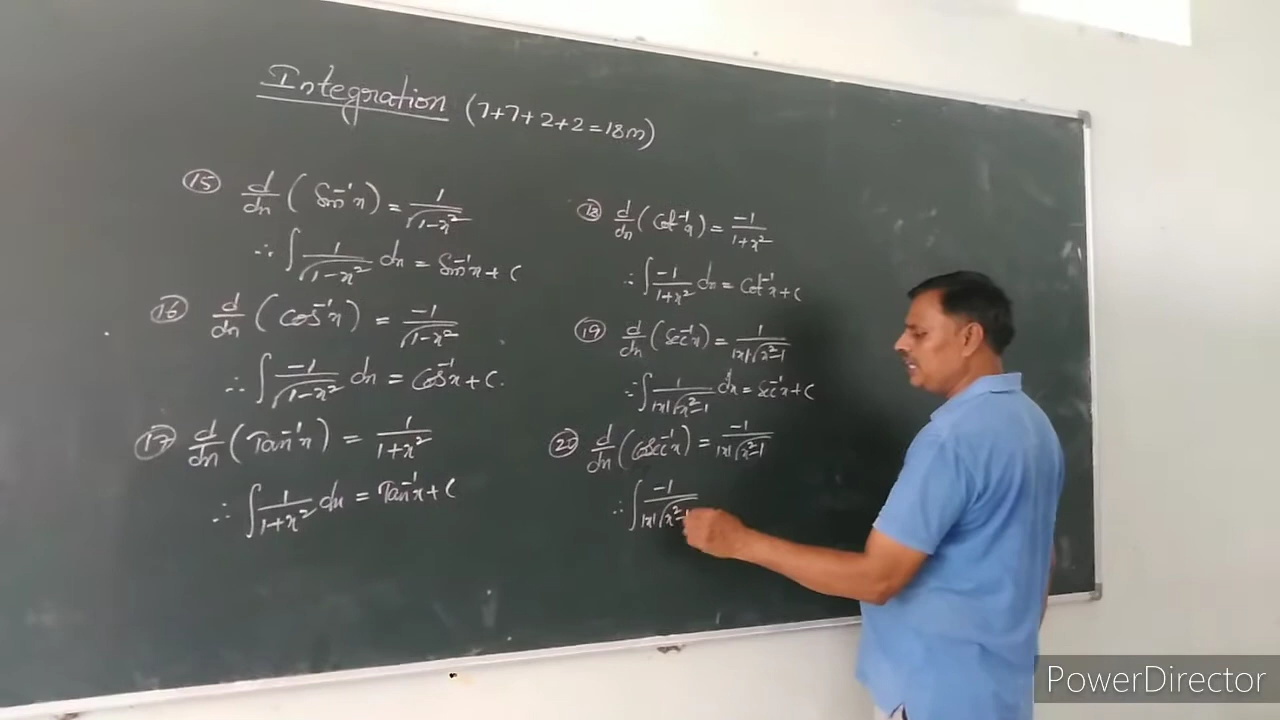 Integration (7+7+2+2=18m)
15 d/dx (Sin⁻¹x) = 1/√(1-x²)
∴ ∫ 1/√(1-x²) dx = Sin⁻¹x + C
16 d/dx (Cos⁻¹x) = -1/√(1-x²)
∴ ∫ -1/√(1-x²) dx = Cos⁻¹x + C.
17 d/dx (Tan⁻¹x) = 1/(1+x²)
∴ ∫ 1/(1+x²) dx = Tan⁻¹x + C
18 d/dx (Cot⁻¹x) = -1/(1+x²)
∴ ∫ -1/(1+x²) dx = Cot⁻¹x + C
19 d/dx (Sec⁻¹x) = 1/(|x|√(x²-1))
∴ ∫ 1/(|x|√(x²-1)) dx = Sec⁻¹x + C
20 d/dx (Cosec⁻¹x) = -1/(|x|√(x²-1))
∴ ∫ -1/(|x|√(x²-1))
PowerDirector